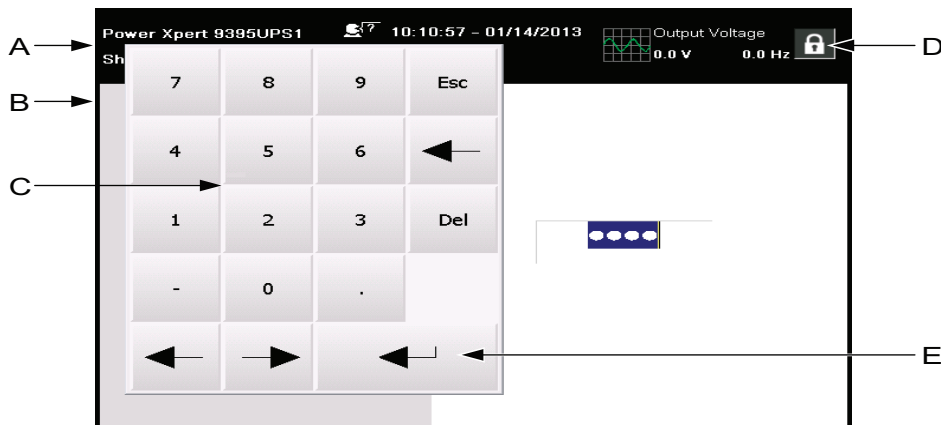 A
Power Xpert 9395UPS1
10:10:57 - 01/14/2013
Output Voltage
0.0 V 0.0 Hz
D
Sh
B
7 8 9 Esc
4 5 6
C
1 2 3 Del
- 0 .
E